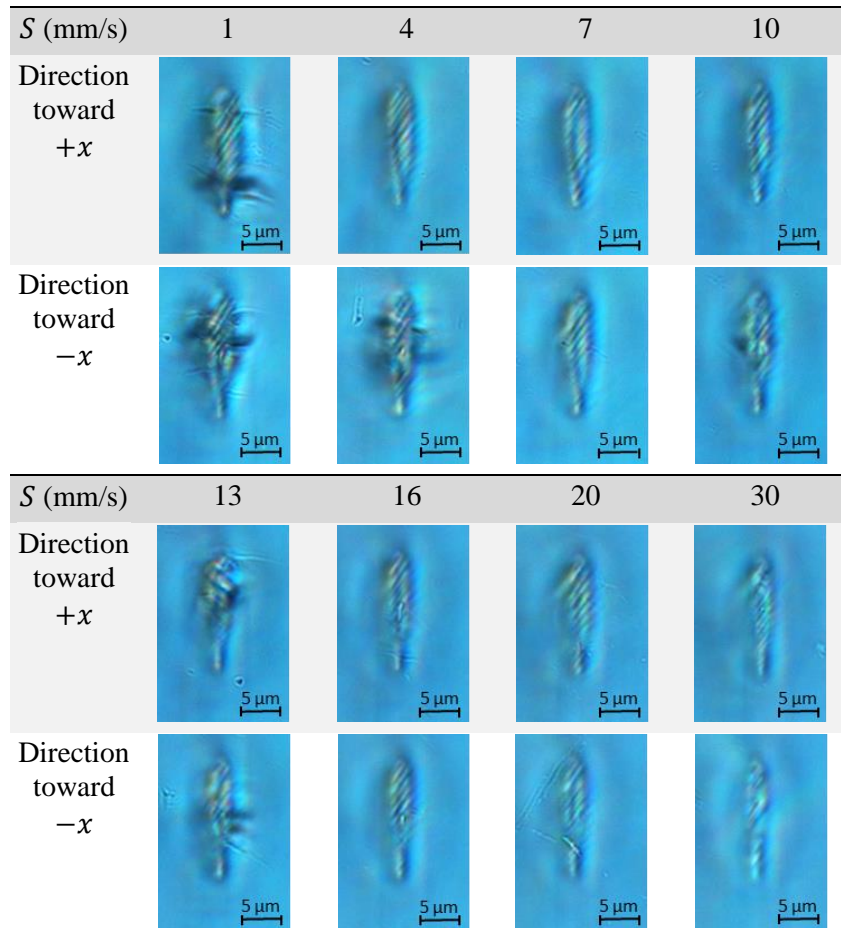 S (mm/s) 1 4 7 10
Direction
toward
+x
5 µm 5 µm 5 µm 5 µm
Direction
toward
−x
5 µm 5 µm 5 µm 5 µm
S (mm/s) 13 16 20 30
Direction
toward
+x
5 µm 5 µm 5 µm 5 µm
Direction
toward
−x
5 µm 5 µm 5 µm 5 µm